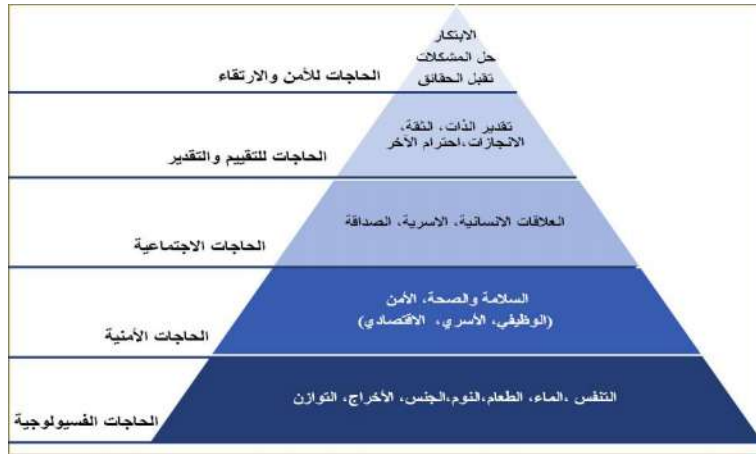 الابتكار
حل المشكلات
تقبل الحقائق
الحاجات للأمن والارتقاء
تقدير الذات، الثقة،
الانجازات،احترام الآخر
الحاجات للتقييم والتقدير
العلاقات الانسانية، الاسرية، الصداقة
الحاجات الاجتماعية
السلامة والصحة، الأمن
(الوظيفي، الأسري، الاقتصادي)
الحاجات الأمنية
التنفس ،الماء، الطعام،النوم،الجنس، الأخراج، التوازن
الحاجات الفسيولوجية